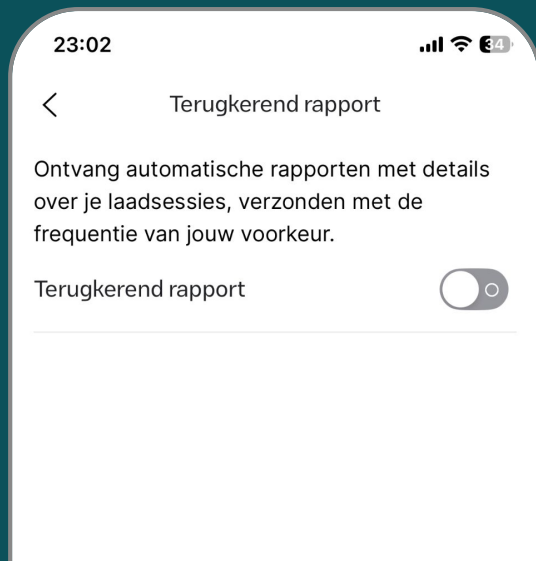 23:02
34
Terugkerend rapport
Ontvang automatische rapporten met details
over je laadsessies, verzonden met de
frequentie van jouw voorkeur.
Terugkerend rapport